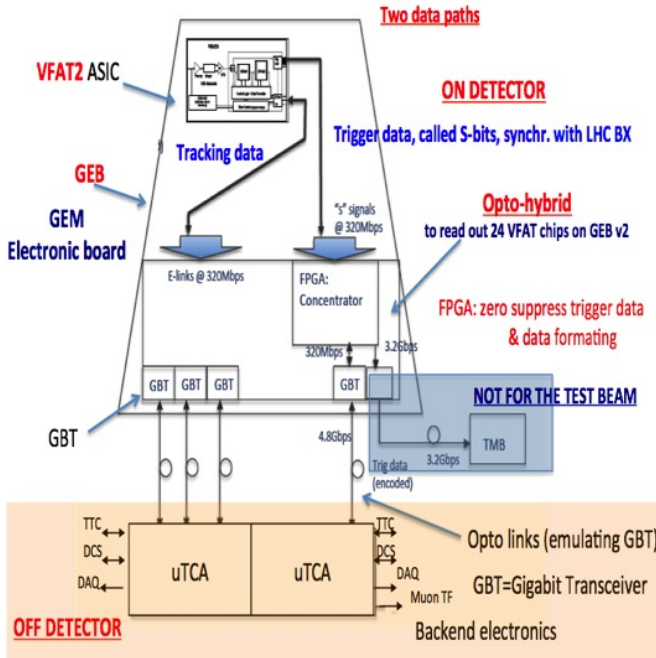 Two data paths
VFAT2 ASIC
ON DETECTOR
Tracking data
Trigger data, called S-bits, synchr. with LHC BX
GEB
GEM
Electronic board
"s" signals
@ 320Mbps
Opto-hybrid
to read out 24 VFAT chips on GEB v2
E-links @ 320Mbps
FPGA:
Concentrator
FPGA: zero suppress trigger data
& data formating
320Mbps
3.2Gbps
GBT
GBT
GBT
GBT
NOT FOR THE TEST BEAM
GBT
4.8Gbps
TMB
3.2Gbps
Trig data
(encoded)
TTC
DCS
DAQ
uTCA
uTCA
TTC
DCS
DAQ
Muon TF
Opto links (emulating GBT)
GBT=Gigabit Transceiver
OFF DETECTOR
Backend electronics